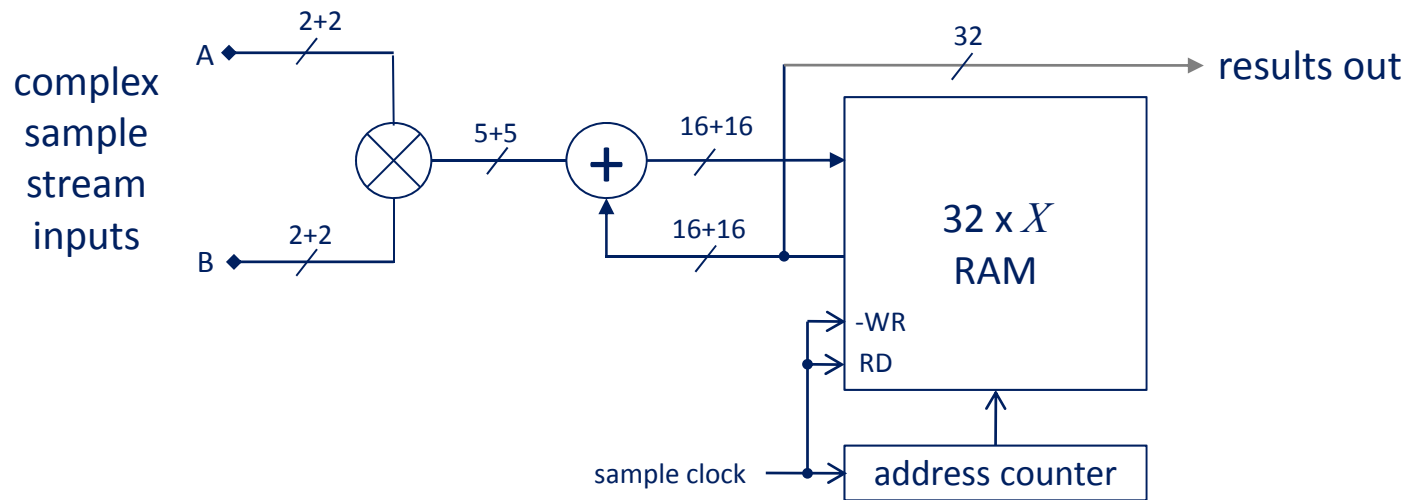 complex
sample
stream
inputs
A
2+2
B
2+2
5+5
+
16+16
16+16
32
results out
32 x X
RAM
-WR
RD
sample clock
address counter